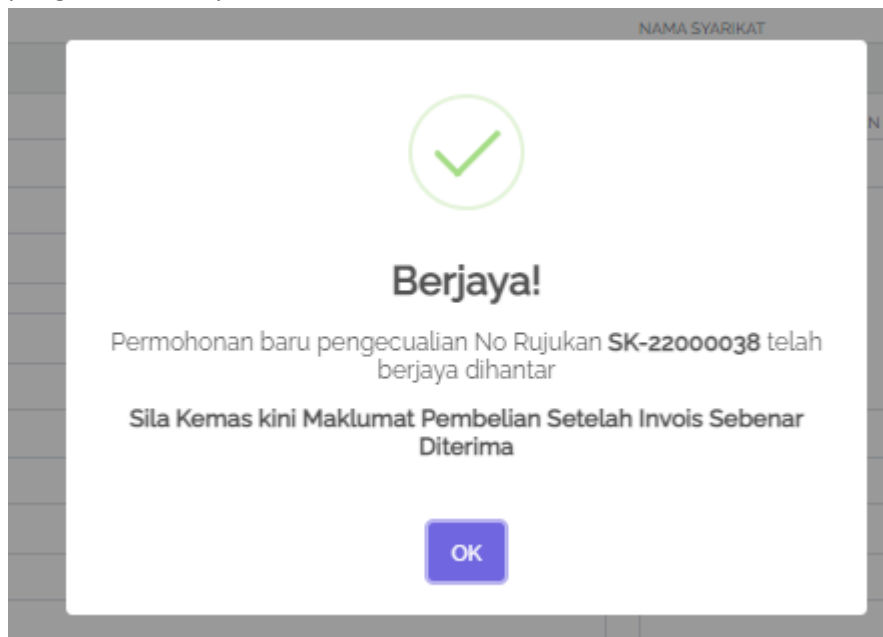 NAMA SYARIKAT
N
Berjaya!
Permohonan baru pengecualian No Rujukan SK-22000038 telah
berjaya dihantar
Sila Kemas kini Maklumat Pembelian Setelah Invois Sebenar
Diterima
OK